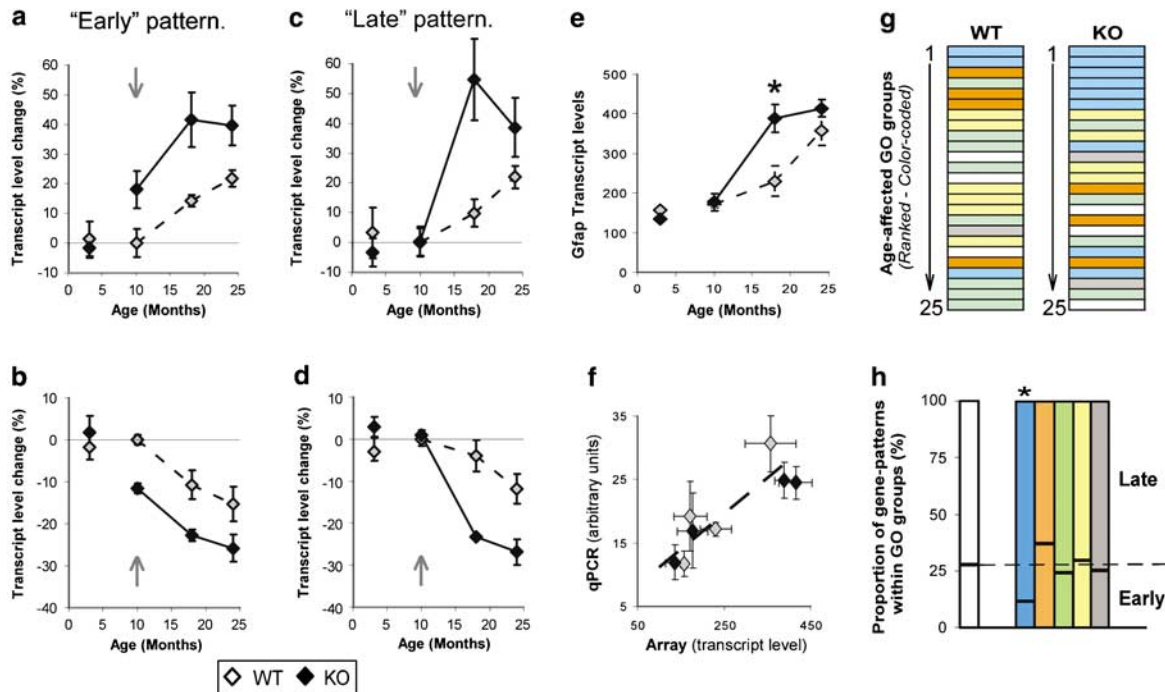 a
"Early" pattern.
Transcript level change (%)
60
50
40
30
20
10
0
-10
0 5 10 15 20 25
Age (Months)
c
"Late" pattern.
Transcript level change (%)
60
50
40
30
20
10
0
-10
0 5 10 15 20 25
Age (Months)
e
Gfap Transcript levels
500
400
300
200
100
0
*
0 5 10 15 20 25
Age (Months)
g
WT KO
Age-affected GO groups
(Ranked - Color-coded)
1
25
1
25
b
Transcript level change (%)
10
0
-10
-20
-30
-40
0 5 10 15 20 25
Age (Months)
d
Transcript level change (%)
10
0
-10
-20
-30
-40
0 5 10 15 20 25
Age (Months)
f
qPCR (arbitrary units)
35
25
15
5
50 250 450
Array (transcript level)
h
Proportion of gene-patterns
within GO groups (%)
100
75
50
25
0
*
Late
Early
WT KO